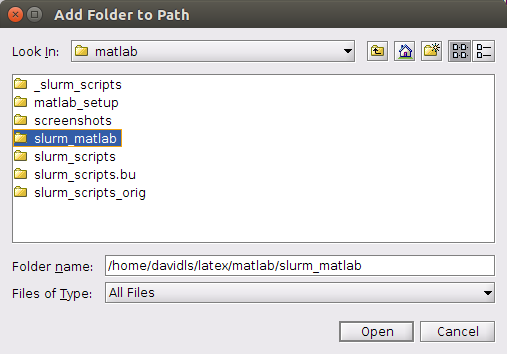 Add Folder to Path
Look In: matlab
_slurm_scripts
matlab_setup
screenshots
slurm_matlab
slurm_scripts
slurm_scripts.bu
slurm_scripts_orig
Folder name: /home/davidls/latex/matlab/slurm_matlab
Files of Type: All Files
Open Cancel